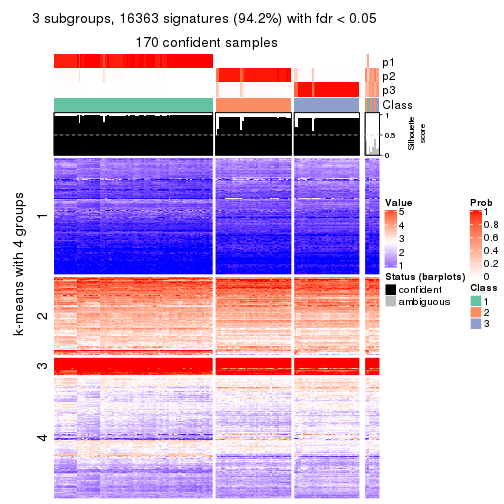 3 subgroups, 16363 signatures (94.2%) with fdr < 0.05
170 confident samples
p1
p2
p3
Class
1
0.5
0
Silhouette
score
k-means with 4 groups
1
2
3
4
Value
5
4
3
2
1
Status (barplots)
confident
ambiguous
Prob
1
0.8
0.6
0.4
0.2
0
Class
1
2
3